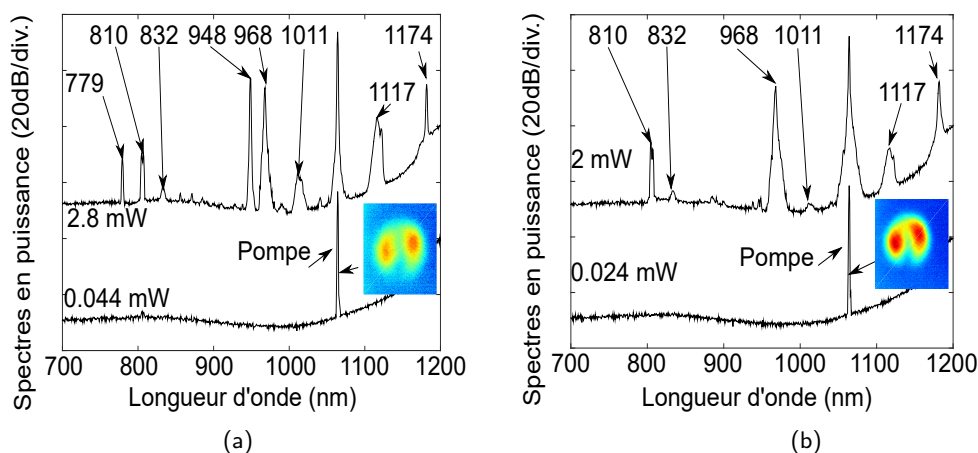 (a)
Spectres en puissance (20dB/div.)
810 832 948 968 1011 1174
779
1117
2.8 mW
Pompe
0.044 mW
700 800 900 1000 1100 1200
Longueur d'onde (nm)
(b)
Spectres en puissance (20dB/div.)
810 832 968 1011 1174
1117
2 mW
Pompe
0.024 mW
700 800 900 1000 1100 1200
Longueur d'onde (nm)